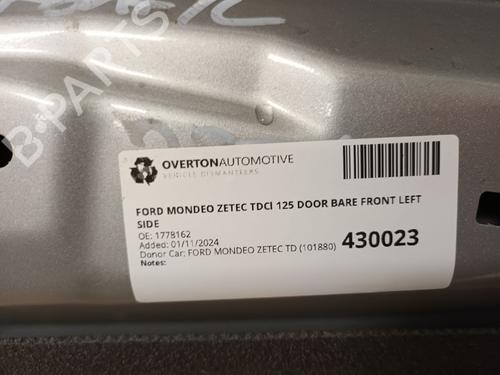 B-PARTS
OVERTONAUTOMOTIVE
VEHICLE DISMANTLERS
FORD MONDEO ZETEC TDCI 125 DOOR BARE FRONT LEFT
SIDE
OE: 1778162
Added: 01/11/2024
Donor Car: FORD MONDEO ZETEC TD (101880)
430023
Notes: